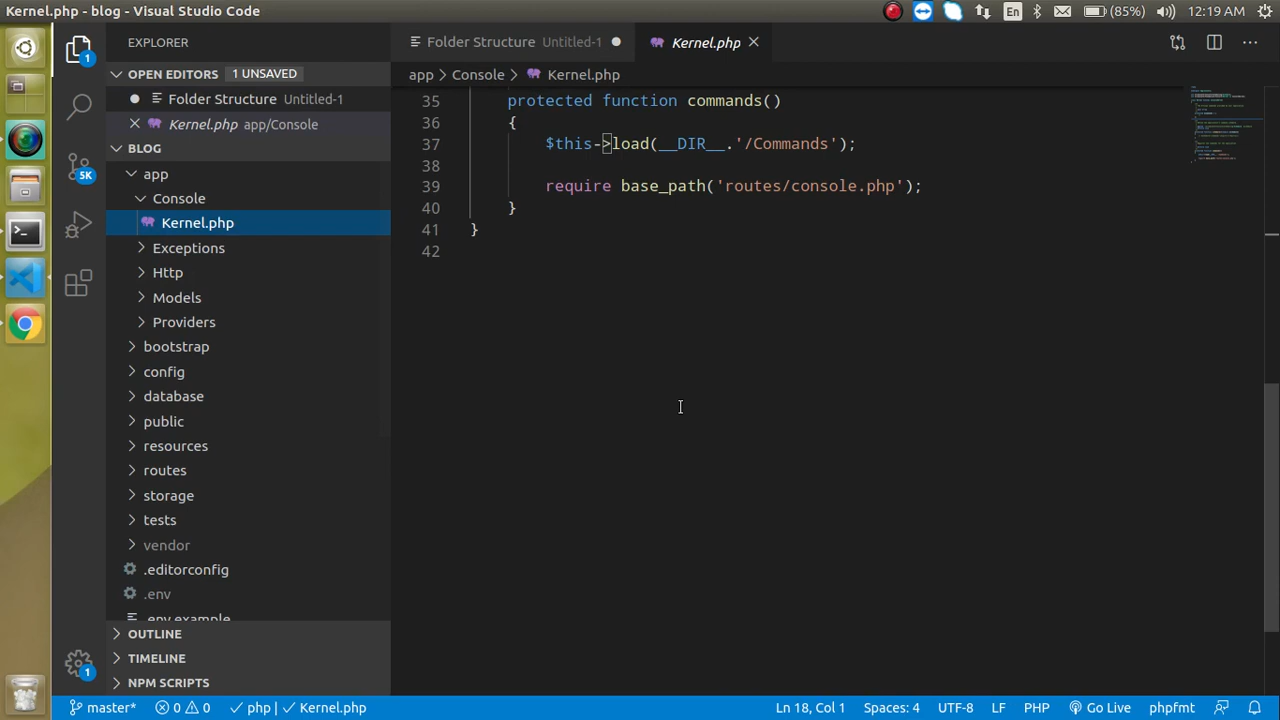 Kernel.php - blog - Visual Studio Code
En
(85%)
12:19 AM
EXPLORER
Folder Structure Untitled-1
Kernel.php
OPEN EDITORS 1 UNSAVED
app > Console > Kernel.php
Folder Structure Untitled-1
Kernel.php app/Console
BLOG
app
Console
Kernel.php
Exceptions
Http
Models
Providers
bootstrap
config
database
public
resources
routes
storage
tests
vendor
.editorconfig
.env
.env.example
OUTLINE
TIMELINE
NPM SCRIPTS
1
5K
1
35 protected function commands()
36 {
37 $this->load(__DIR__.'/Commands');
38
39 require base_path('routes/console.php');
40 }
41 }
42
master* 0 0 php | Kernel.php
Ln 18, Col 1 Spaces: 4 UTF-8 LF PHP Go Live phpfmt